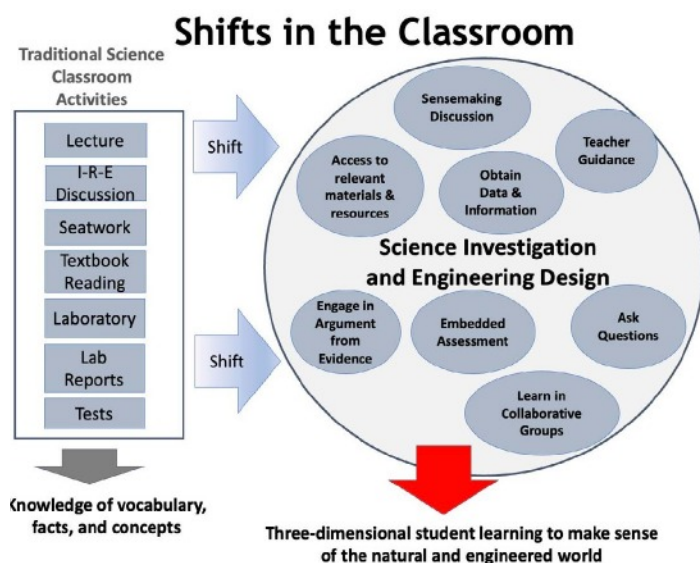 Shifts in the Classroom
Traditional Science
Classroom
Activities
Lecture
I-R-E
Discussion
Seatwork
Textbook
Reading
Laboratory
Lab
Reports
Tests
Knowledge of vocabulary,
facts, and concepts
Shift
Shift
Sensemaking
Discussion
Teacher
Guidance
Access to
relevant
materials &
resources
Obtain
Data &
Information
Science Investigation
and Engineering Design
Engage in
Argument
from
Evidence
Embedded
Assessment
Ask
Questions
Learn in
Collaborative
Groups
Three-dimensional student learning to make sense
of the natural and engineered world